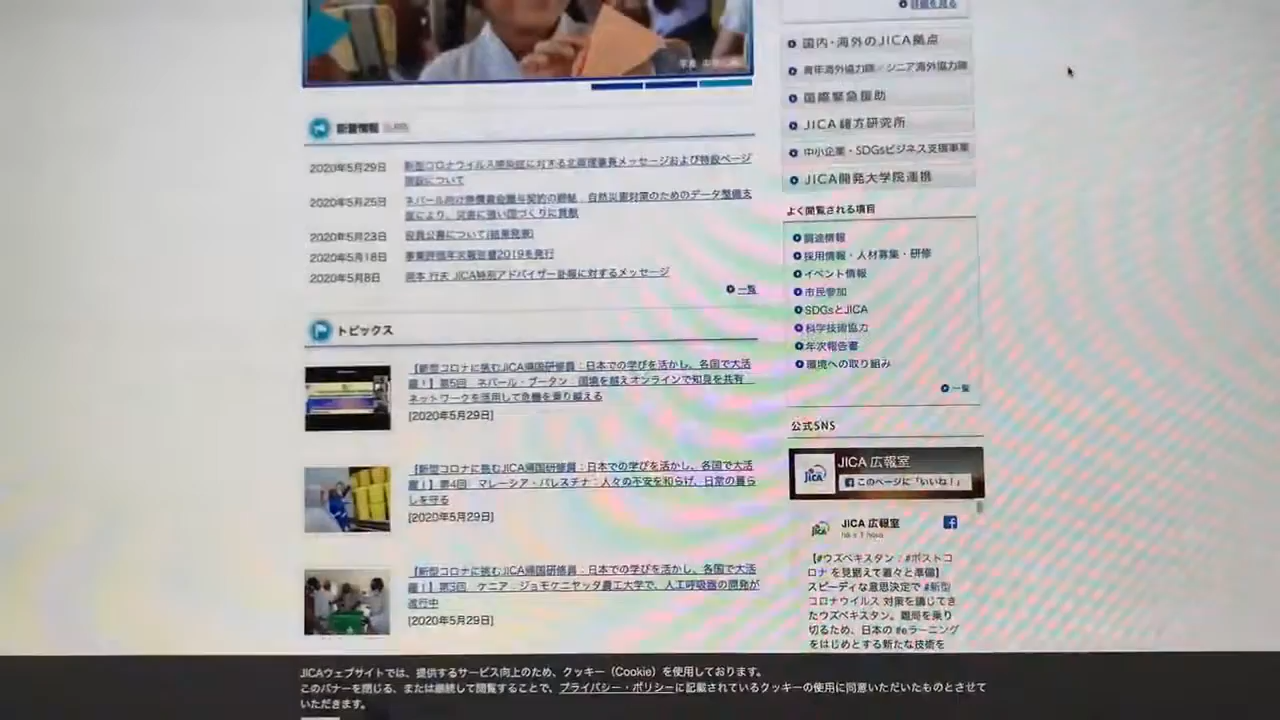 詳細を見る
国内・海外のJICA拠点
青年海外協力隊／シニア海外協力隊
国際緊急援助
JICA緒方研究所
中小企業・SDGsビジネス支援事業
JICA開発大学院連携
新着情報
2020年5月29日
新型コロナウイルス感染症に対する北岡理事長メッセージおよび特設ページ
開設について
2020年5月25日
ネパール向け無償資金贈与契約の締結：自然災害対策のためのデータ整備支
援により、災害に強い国づくりに貢献
2020年5月23日
役員公募について(結果発表)
2020年5月18日
事業評価年次報告書2019を発行
2020年5月8日
岡本 行夫 JICA特別アドバイザー訃報に対するメッセージ
一覧
よく閲覧される項目
調達情報
採用情報・人材募集・研修
イベント情報
市民参加
SDGsとJICA
科学技術協力
年次報告書
環境への取り組み
一覧
トピックス
【新型コロナに挑むJICA帰国研修員：日本での学びを活かし、各国で大活
躍！】第5回 ネパール・ブータン 国境を越えオンラインで知見を共有
ネットワークを活用して危機を乗り越える
[2020年5月29日]
【新型コロナに挑むJICA帰国研修員：日本での学びを活かし、各国で大活
躍！】第4回 マレーシア・パレスチナ：人々の不安を和らげ、日常の暮ら
しを守る
[2020年5月29日]
【新型コロナに挑むJICA帰国研修員：日本での学びを活かし、各国で大活
躍！】第3回 ケニア：ジョモケニヤッタ農工大学で、人工呼吸器の開発が
進行中
[2020年5月29日]
公式SNS
jica
JICA 広報室
このページに「いいね！」
JICA 広報室
【#ウズベキスタン：#ポストコ
ロナ を見据えて着々と準備】
スピーディな意思決定で #新型
コロナウイルス 対策を講じてき
たウズベキスタン。難局を乗り
切るため、日本の #eラーニング
をはじめとする新たな技術を
JICAウェブサイトでは、提供するサービス向上のため、クッキー（Cookie）を使用しております。
このバナーを閉じる、または継続して閲覧することで、プライバシー・ポリシーに記載されているクッキーの使用に同意いただいたものとさせて
いただきます。